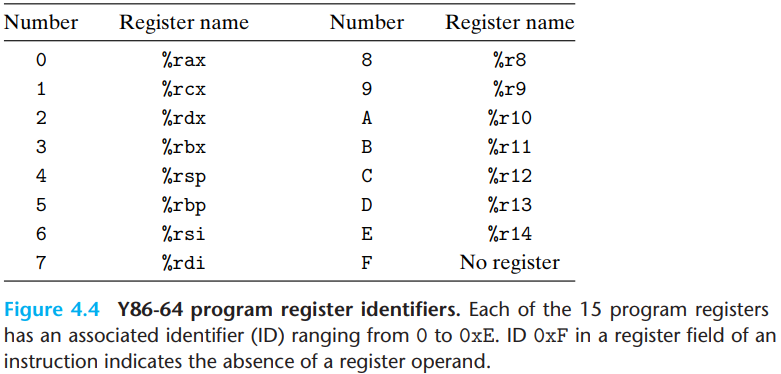 Number Register name Number Register name
0 %rax 8 %r8
1 %rcx 9 %r9
2 %rdx A %r10
3 %rbx B %r11
4 %rsp C %r12
5 %rbp D %r13
6 %rsi E %r14
7 %rdi F No register
Figure 4.4 Y86-64 program register identifiers. Each of the 15 program registers
has an associated identifier (ID) ranging from 0 to 0xE. ID 0xF in a register field of an
instruction indicates the absence of a register operand.